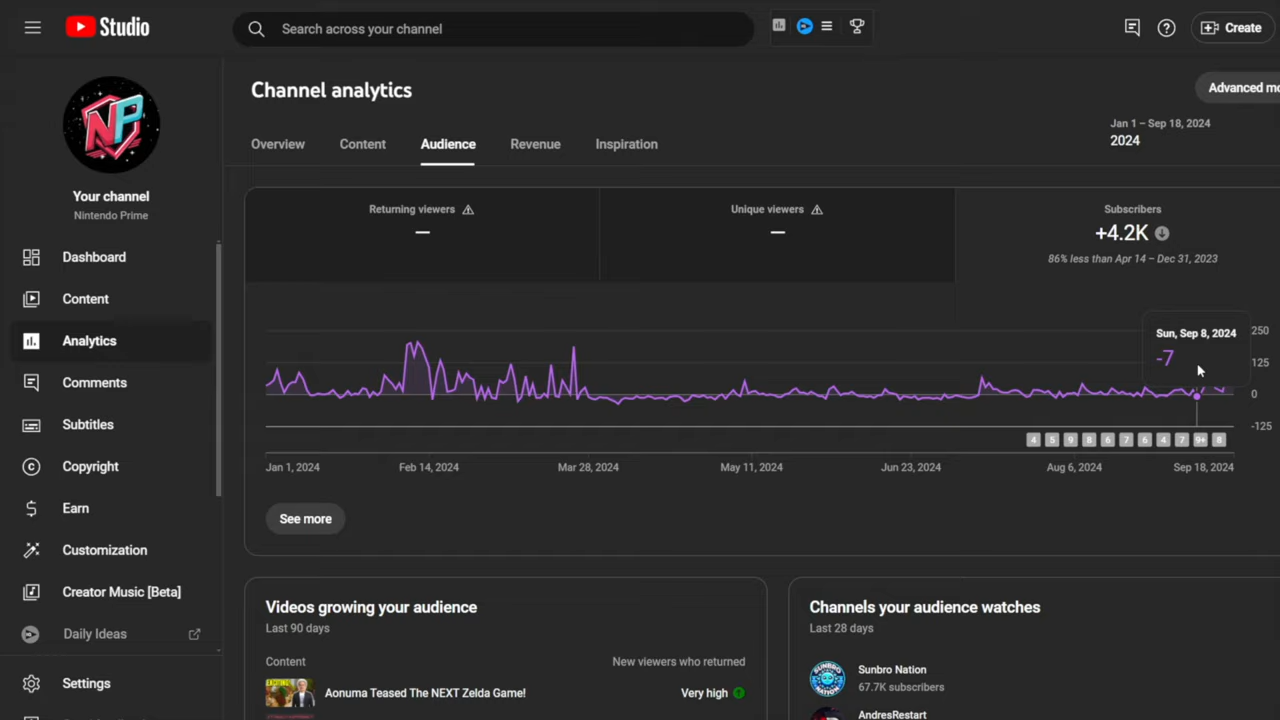 Studio
Search across your channel
Create
NP
Your channel
Nintendo Prime
Dashboard
Content
Analytics
Comments
Subtitles
Copyright
Earn
Customization
Creator Music [Beta]
Daily Ideas
Settings
Channel analytics
Advanced mo
Overview
Content
Audience
Revenue
Inspiration
Jan 1 – Sep 18, 2024
2024
Returning viewers
—
Unique viewers
—
Subscribers
+4.2K
86% less than Apr 14 – Dec 31, 2023
Sun, Sep 8, 2024
-7
250
125
0
-125
4 5 9 8 6 7 6 4 7 9+ 8
Jan 1, 2024
Feb 14, 2024
Mar 28, 2024
May 11, 2024
Jun 23, 2024
Aug 6, 2024
Sep 18, 2024
See more
Videos growing your audience
Last 90 days
Content
New viewers who returned
Aonuma Teased The NEXT Zelda Game!
Very high
Channels your audience watches
Last 28 days
SUNBRO
NATION
Sunbro Nation
67.7K subscribers
AndresRestart